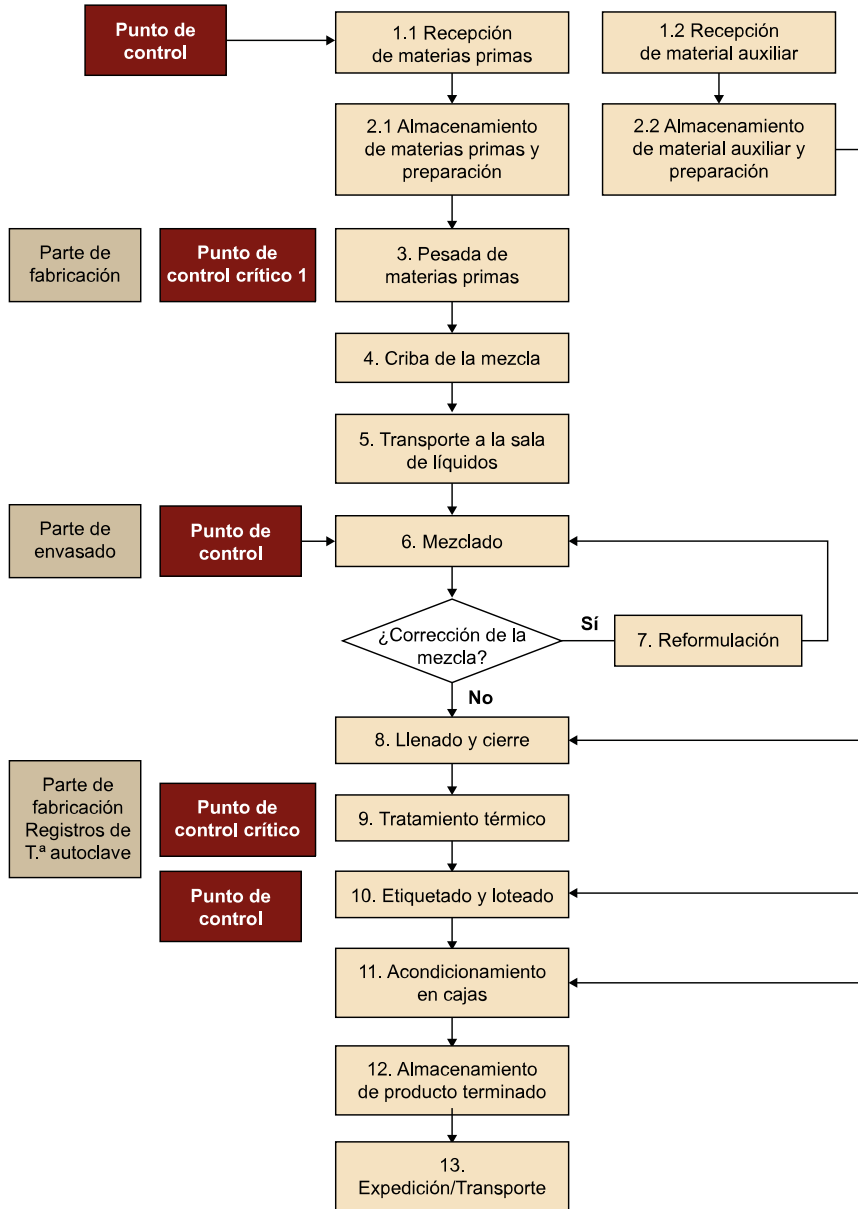 Punto de
control
1.1 Recepción
de materias primas
1.2 Recepción
de material auxiliar
2.1 Almacenamiento
de materias primas y
preparación
2.2 Almacenamiento
de material auxiliar y
preparación
Parte de
fabricación
Punto de
control crítico 1
3. Pesada de
materias primas
4. Criba de la mezcla
5. Transporte a la sala
de líquidos
Parte de
envasado
Punto de
control
6. Mezclado
¿Corrección de la
mezcla?
Sí
7. Reformulación
No
8. Llenado y cierre
Parte de
fabricación
Registros de
T.ª autoclave
Punto de
control crítico
9. Tratamiento térmico
Punto de
control
10. Etiquetado y loteado
11. Acondicionamiento
en cajas
12. Almacenamiento
de producto terminado
13.
Expedición/Transporte